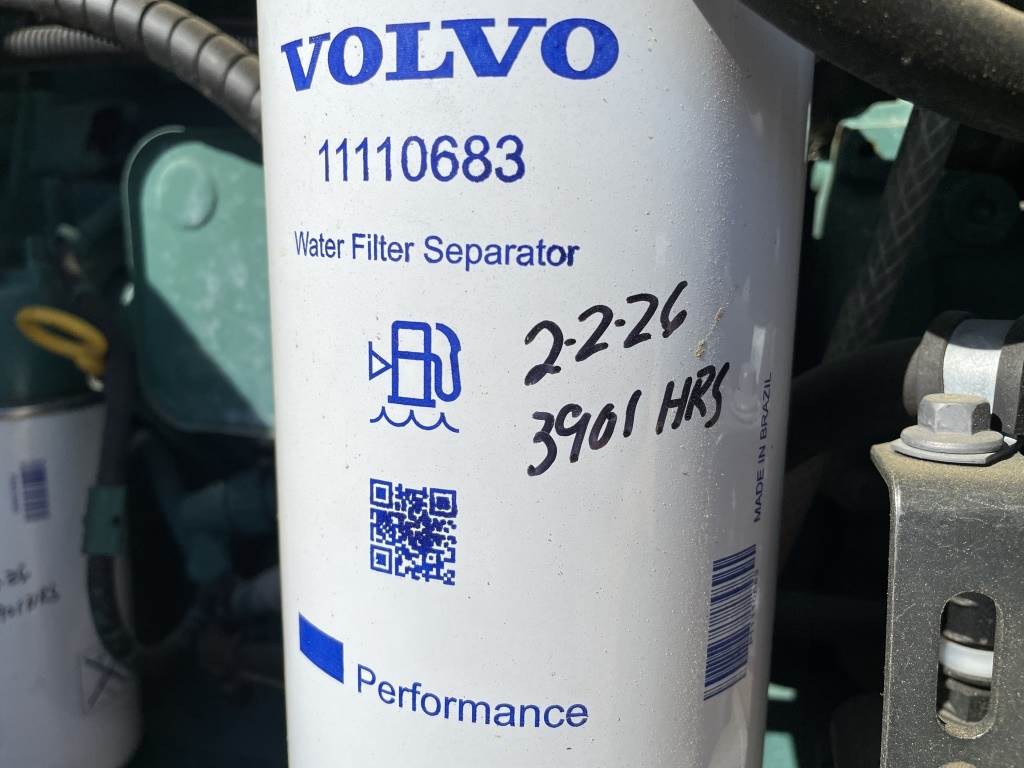 VOLVO
11110683
Water Filter Separator
2-2-26
3901 HRS
MADE IN BRAZIL
Performance